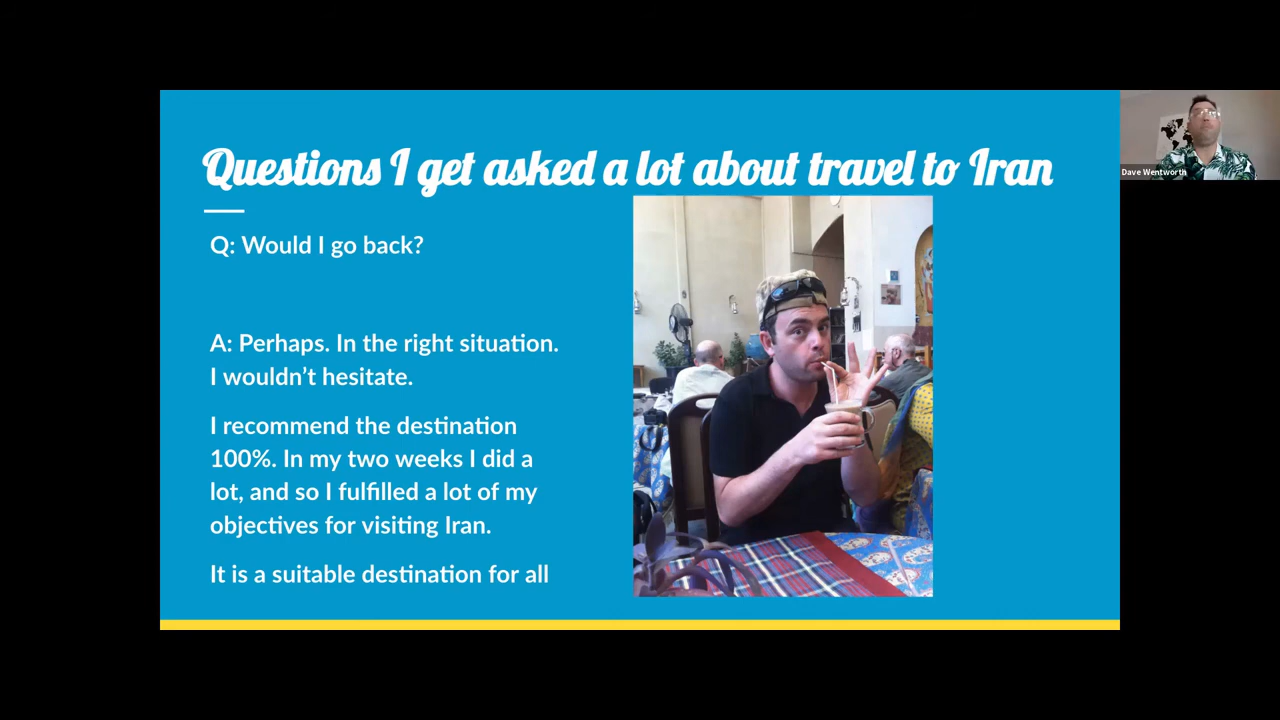 Questions I get asked a lot about travel to Iran
Q: Would I go back?
A: Perhaps. In the right situation.
I wouldn’t hesitate.
I recommend the destination
100%. In my two weeks I did a
lot, and so I fulfilled a lot of my
objectives for visiting Iran.
It is a suitable destination for all
Dave Wentworth